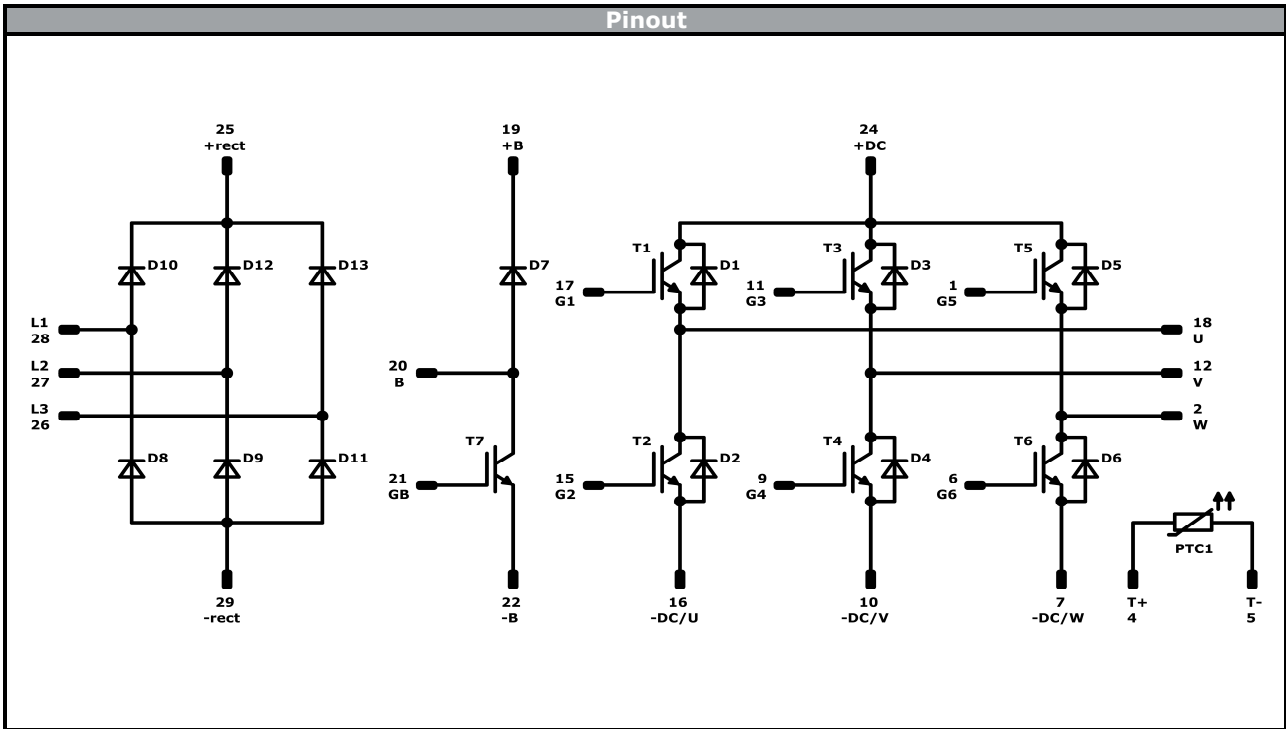 Pinout
25
+rect
19
+B
24
+DC
D10
D12
D13
D7
T1
D1
T3
D3
T5
D5
17
G1
11
G3
1
G5
L1
28
L2
27
L3
26
20
B
18
U
12
V
2
W
D8
D9
D11
T7
T2
D2
T4
D4
T6
D6
21
GB
15
G2
9
G4
6
G6
PTC1
29
-rect
22
-B
16
-DC/U
10
-DC/V
7
-DC/W
T+
4
T-
5